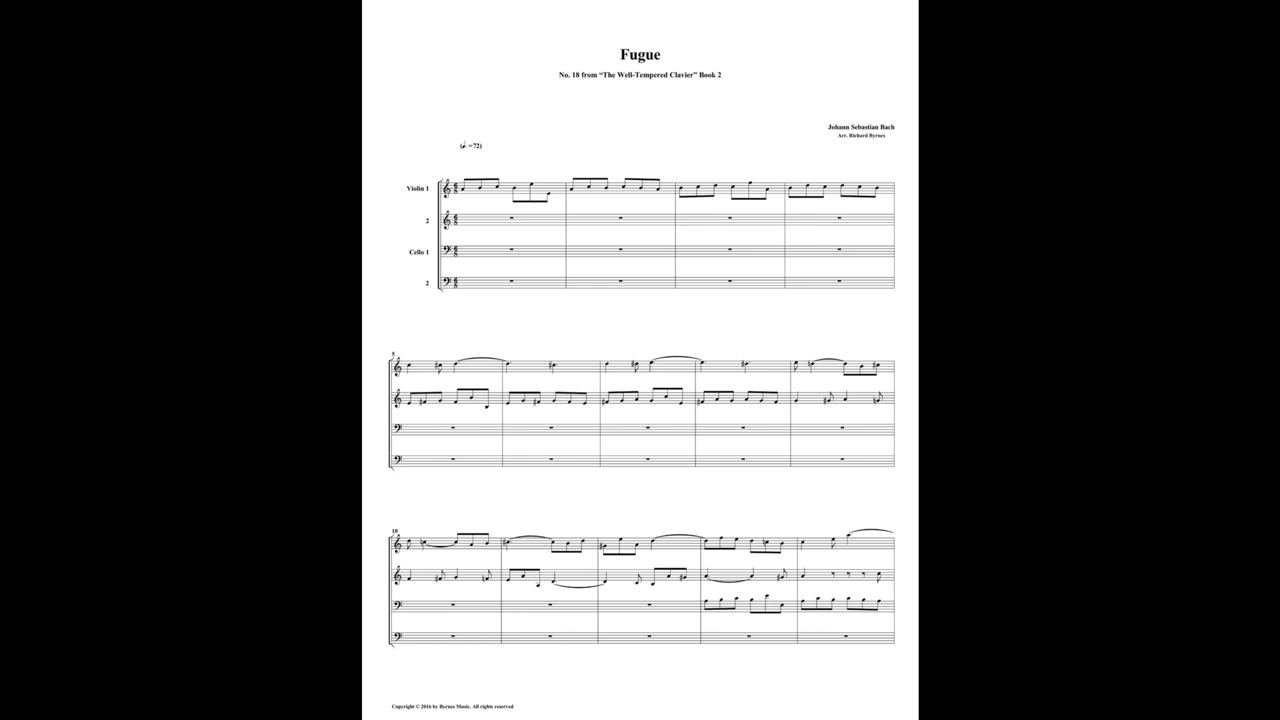 Fugue
No. 18 from “The Well-Tempered Clavier” Book 2
Johann Sebastian Bach
Arr. Richard Byrnes
(♩. =72)
Violin 1
2
Cello 1
2
5
10
Copyright © 2016 by Byrnes Music. All rights reserved